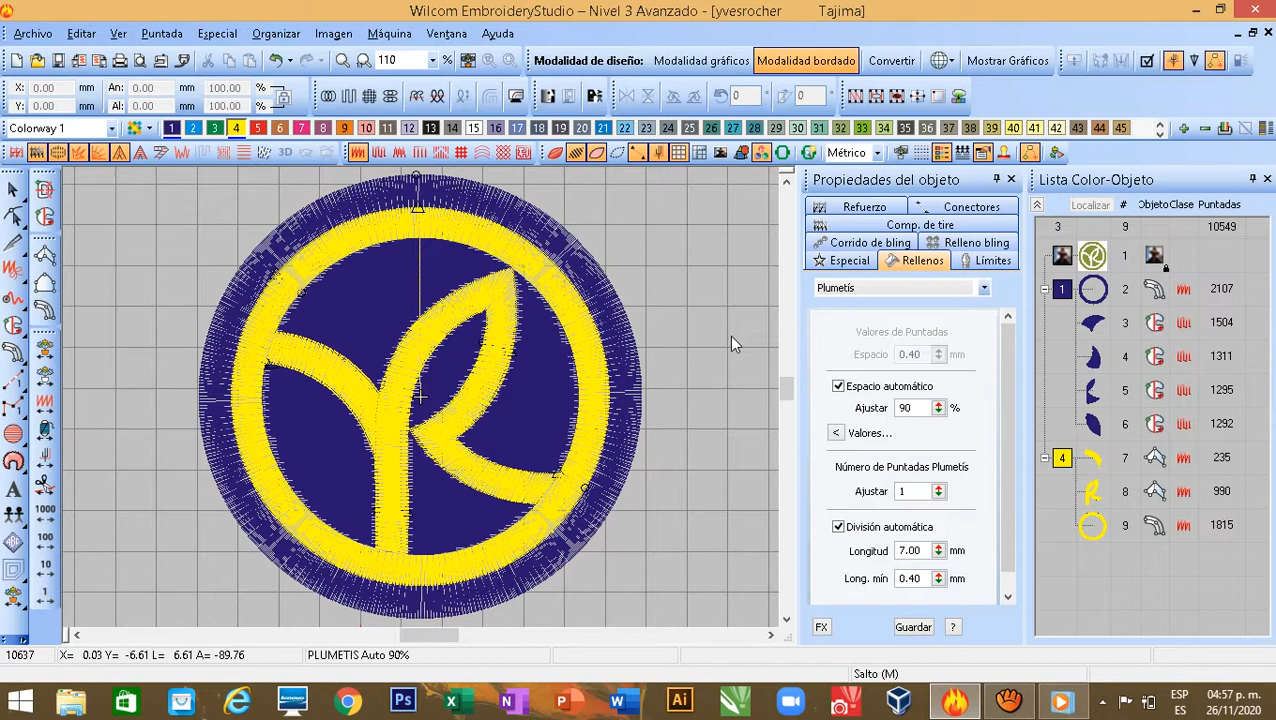 Wilcom EmbroideryStudio – Nivel 3 Avanzado - [yvesrocher Tajima]
Archivo Editar Ver Puntada Especial Organizar Imagen Máquina Ventana Ayuda
110 % Modalidad de diseño: Modalidad gráficos Modalidad bordado Convertir Mostrar Gráficos
X: 0.00 mm An: 0.00 mm 100.00 %
Y: 0.00 mm Al: 0.00 mm 100.00 %
0 0
Colorway 1 1 2 3 4 5 6 7 8 9 10 11 12 13 14 15 16 17 18 19 20 21 22 23 24 25 26 27 28 29 30 31 32 33 34 35 36 37 38 39 40 41 42 43 44 45
3D Métrico
Propiedades del objeto
Refuerzo Conectores
Comp. de tire
Corrido de bling Relleno bling
Especial Rellenos Límites
Plumetís
Valores de Puntadas
Espacio 0.40 mm
Espacio automático
Ajustar 90 %
< Valores...
Número de Puntadas Plumetís
Ajustar 1
División automática
Longitud 7.00 mm
Long. mín 0.40 mm
FX Guardar ?
Lista Color-Objeto
Localizar # Objeto Clase Puntadas
3 9 10549
1
1 2 2107
3 1504
4 1311
5 1295
6 1292
4 7 235
8 990
9 1815
1000
100
10
1
10637 X= 0.03 Y= -6.61 L= 6.61 A= -89.76 PLUMETIS Auto 90%
Salto (M)
Ps Ai
ESP 04:57 p. m.
ES 26/11/2020